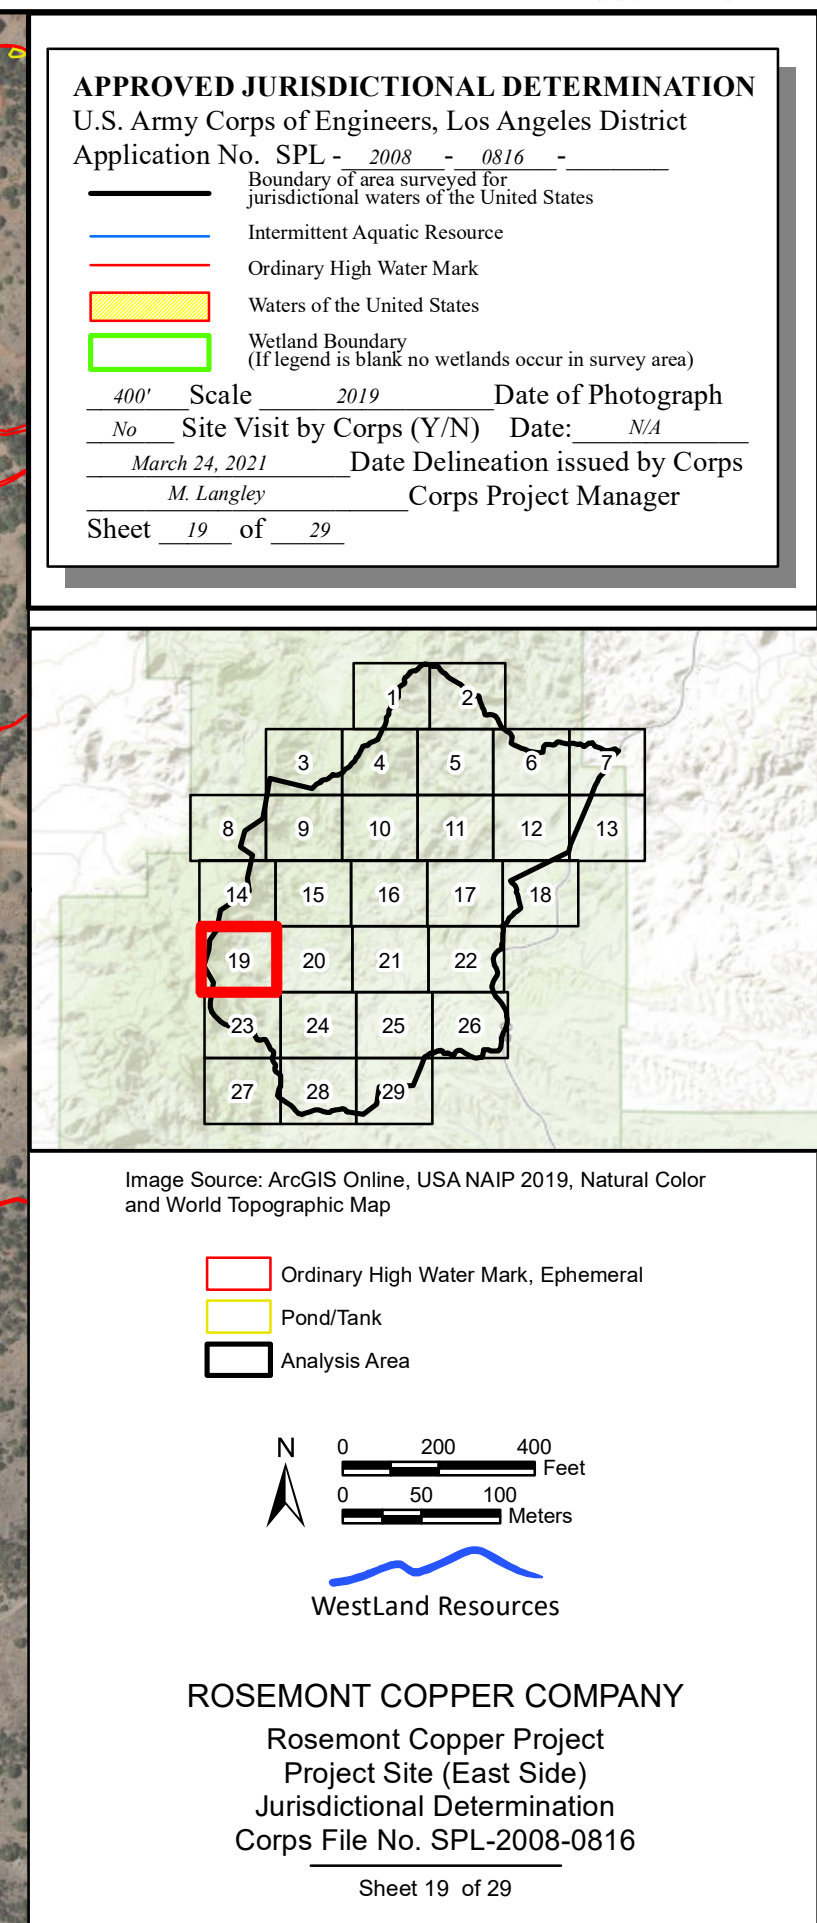 APPROVED JURISDICTIONAL DETERMINATION
U.S. Army Corps of Engineers, Los Angeles District
Application No. SPL - 2008 - 0816 -
Boundary of area surveyed for
jurisdictional waters of the United States
Intermittent Aquatic Resource
Ordinary High Water Mark
Waters of the United States
Wetland Boundary
(If legend is blank no wetlands occur in survey area)
400' Scale 2019 Date of Photograph
No Site Visit by Corps (Y/N) Date: N/A
March 24, 2021 Date Delineation issued by Corps
M. Langley Corps Project Manager
Sheet 19 of 29
1 2
3 4 5 6 7
8 9 10 11 12 13
14 15 16 17 18
19 20 21 22
23 24 25 26
27 28 29
Image Source: ArcGIS Online, USA NAIP 2019, Natural Color
and World Topographic Map
Ordinary High Water Mark, Ephemeral
Pond/Tank
Analysis Area
N
0 200 400
Feet
0 50 100
Meters
WestLand Resources
ROSEMONT COPPER COMPANY
Rosemont Copper Project
Project Site (East Side)
Jurisdictional Determination
Corps File No. SPL-2008-0816
Sheet 19 of 29